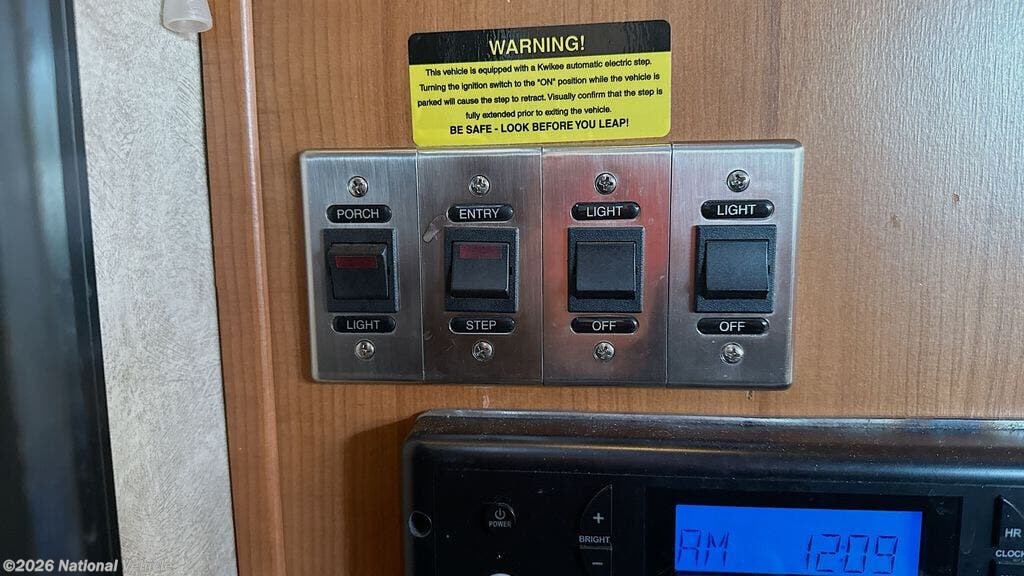 WARNING!
This vehicle is equipped with a Kwikee automatic electric step.
Turning the ignition switch to the "ON" position while the vehicle is
parked will cause the step to retract. Visually confirm that the step is
fully extended prior to exiting the vehicle.
BE SAFE - LOOK BEFORE YOU LEAP!
PORCH ENTRY LIGHT LIGHT
LIGHT STEP OFF OFF
POWER
+
BRIGHT
-
AM 1209
HR
CLOCK
©2026 National Vehicle